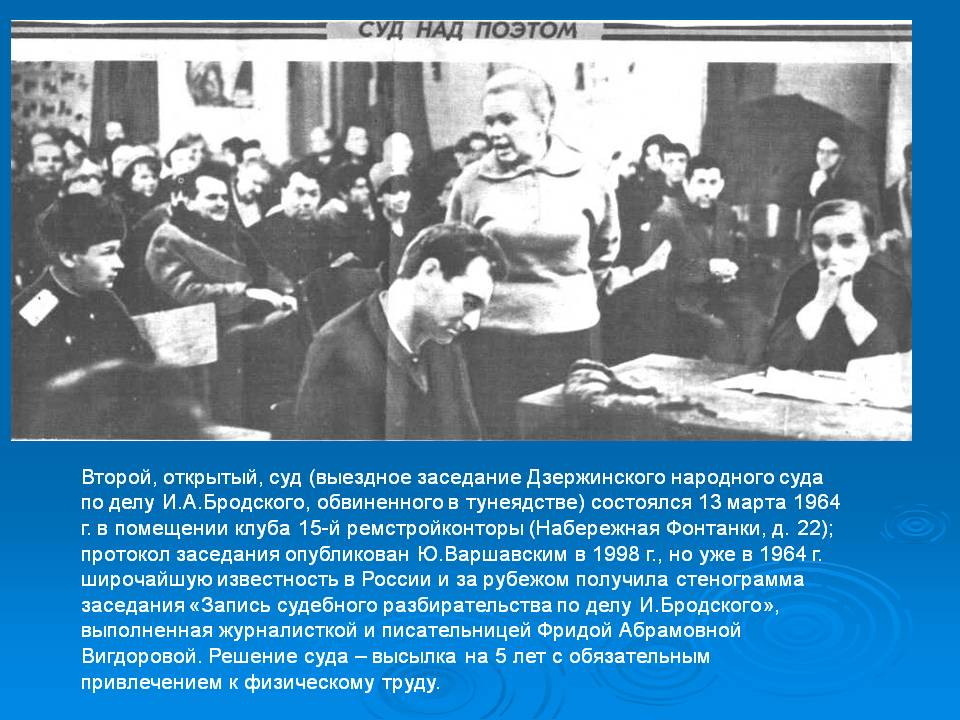 СУД НАД ПОЭТОМ
Второй, открытый, суд (выездное заседание Дзержинского народного суда
по делу И.А.Бродского, обвиненного в тунеядстве) состоялся 13 марта 1964
г. в помещении клуба 15-й ремстройконторы (Набережная Фонтанки, д. 22);
протокол заседания опубликован Ю.Варшавским в 1998 г., но уже в 1964 г.
широчайшую известность в России и за рубежом получила стенограмма
заседания «Запись судебного разбирательства по делу И.Бродского»,
выполненная журналисткой и писательницей Фридой Абрамовной
Вигдоровой. Решение суда – высылка на 5 лет с обязательным
привлечением к физическому труду.